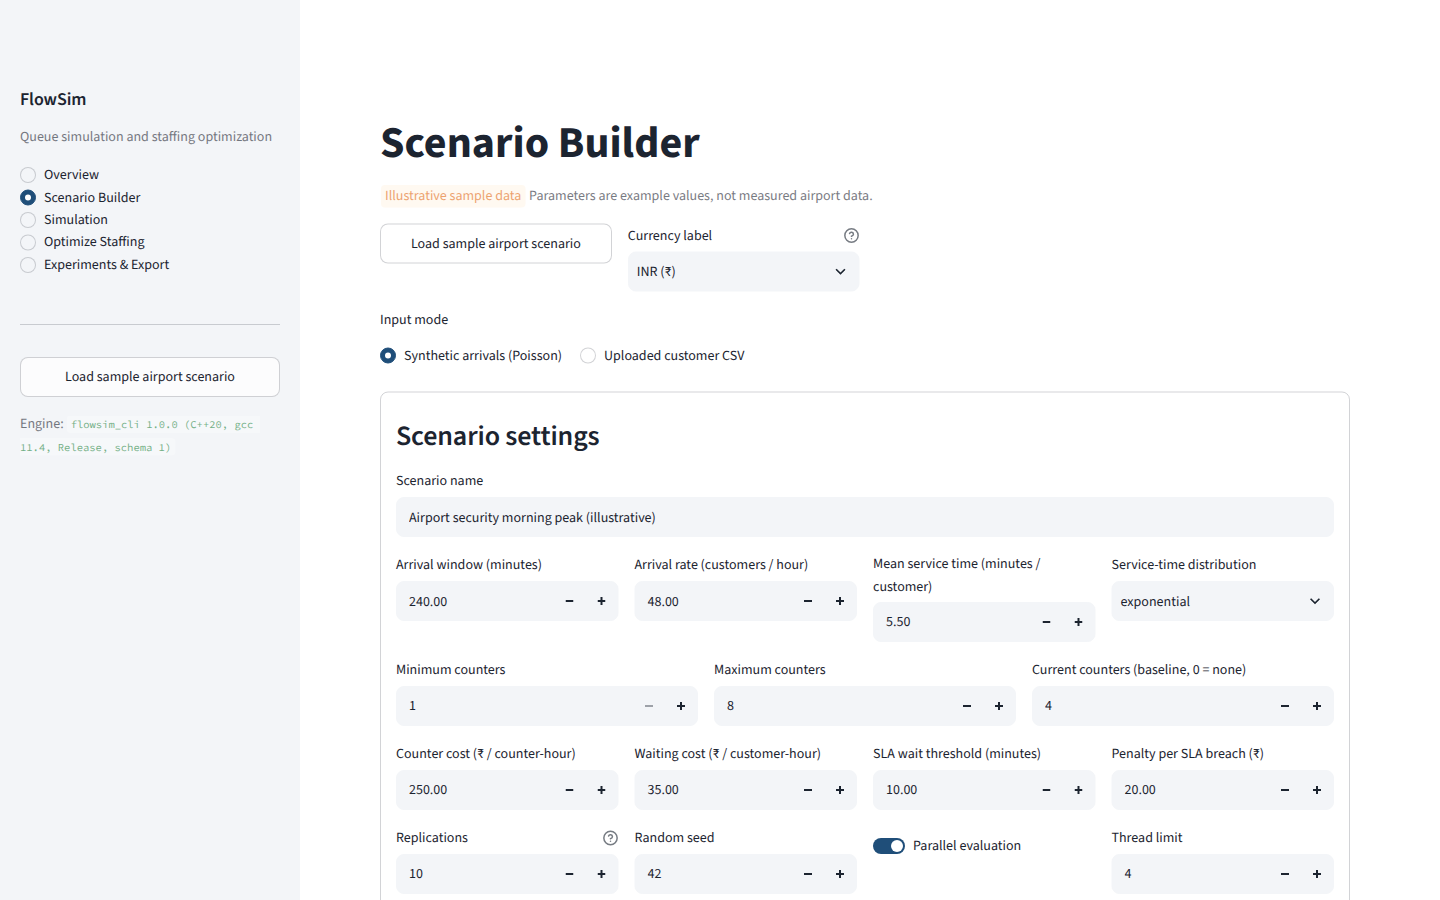 FlowSim
Queue simulation and staffing optimization
Overview
Scenario Builder
Simulation
Optimize Staffing
Experiments & Export
Load sample airport scenario
Engine: flowsim_cli 1.0.0 (C++20, gcc
11.4, Release, schema 1)
Scenario Builder
Illustrative sample data Parameters are example values, not measured airport data.
Load sample airport scenario
Currency label
INR (₹)
Input mode
Synthetic arrivals (Poisson) Uploaded customer CSV
Scenario settings
Scenario name
Airport security morning peak (illustrative)
Arrival window (minutes)
240.00
Arrival rate (customers / hour)
48.00
Mean service time (minutes /
customer)
5.50
Service-time distribution
exponential
Minimum counters
1
Maximum counters
8
Current counters (baseline, 0 = none)
4
Counter cost (₹ / counter-hour)
250.00
Waiting cost (₹ / customer-hour)
35.00
SLA wait threshold (minutes)
10.00
Penalty per SLA breach (₹)
20.00
Replications
10
Random seed
42
Parallel evaluation
Thread limit
4